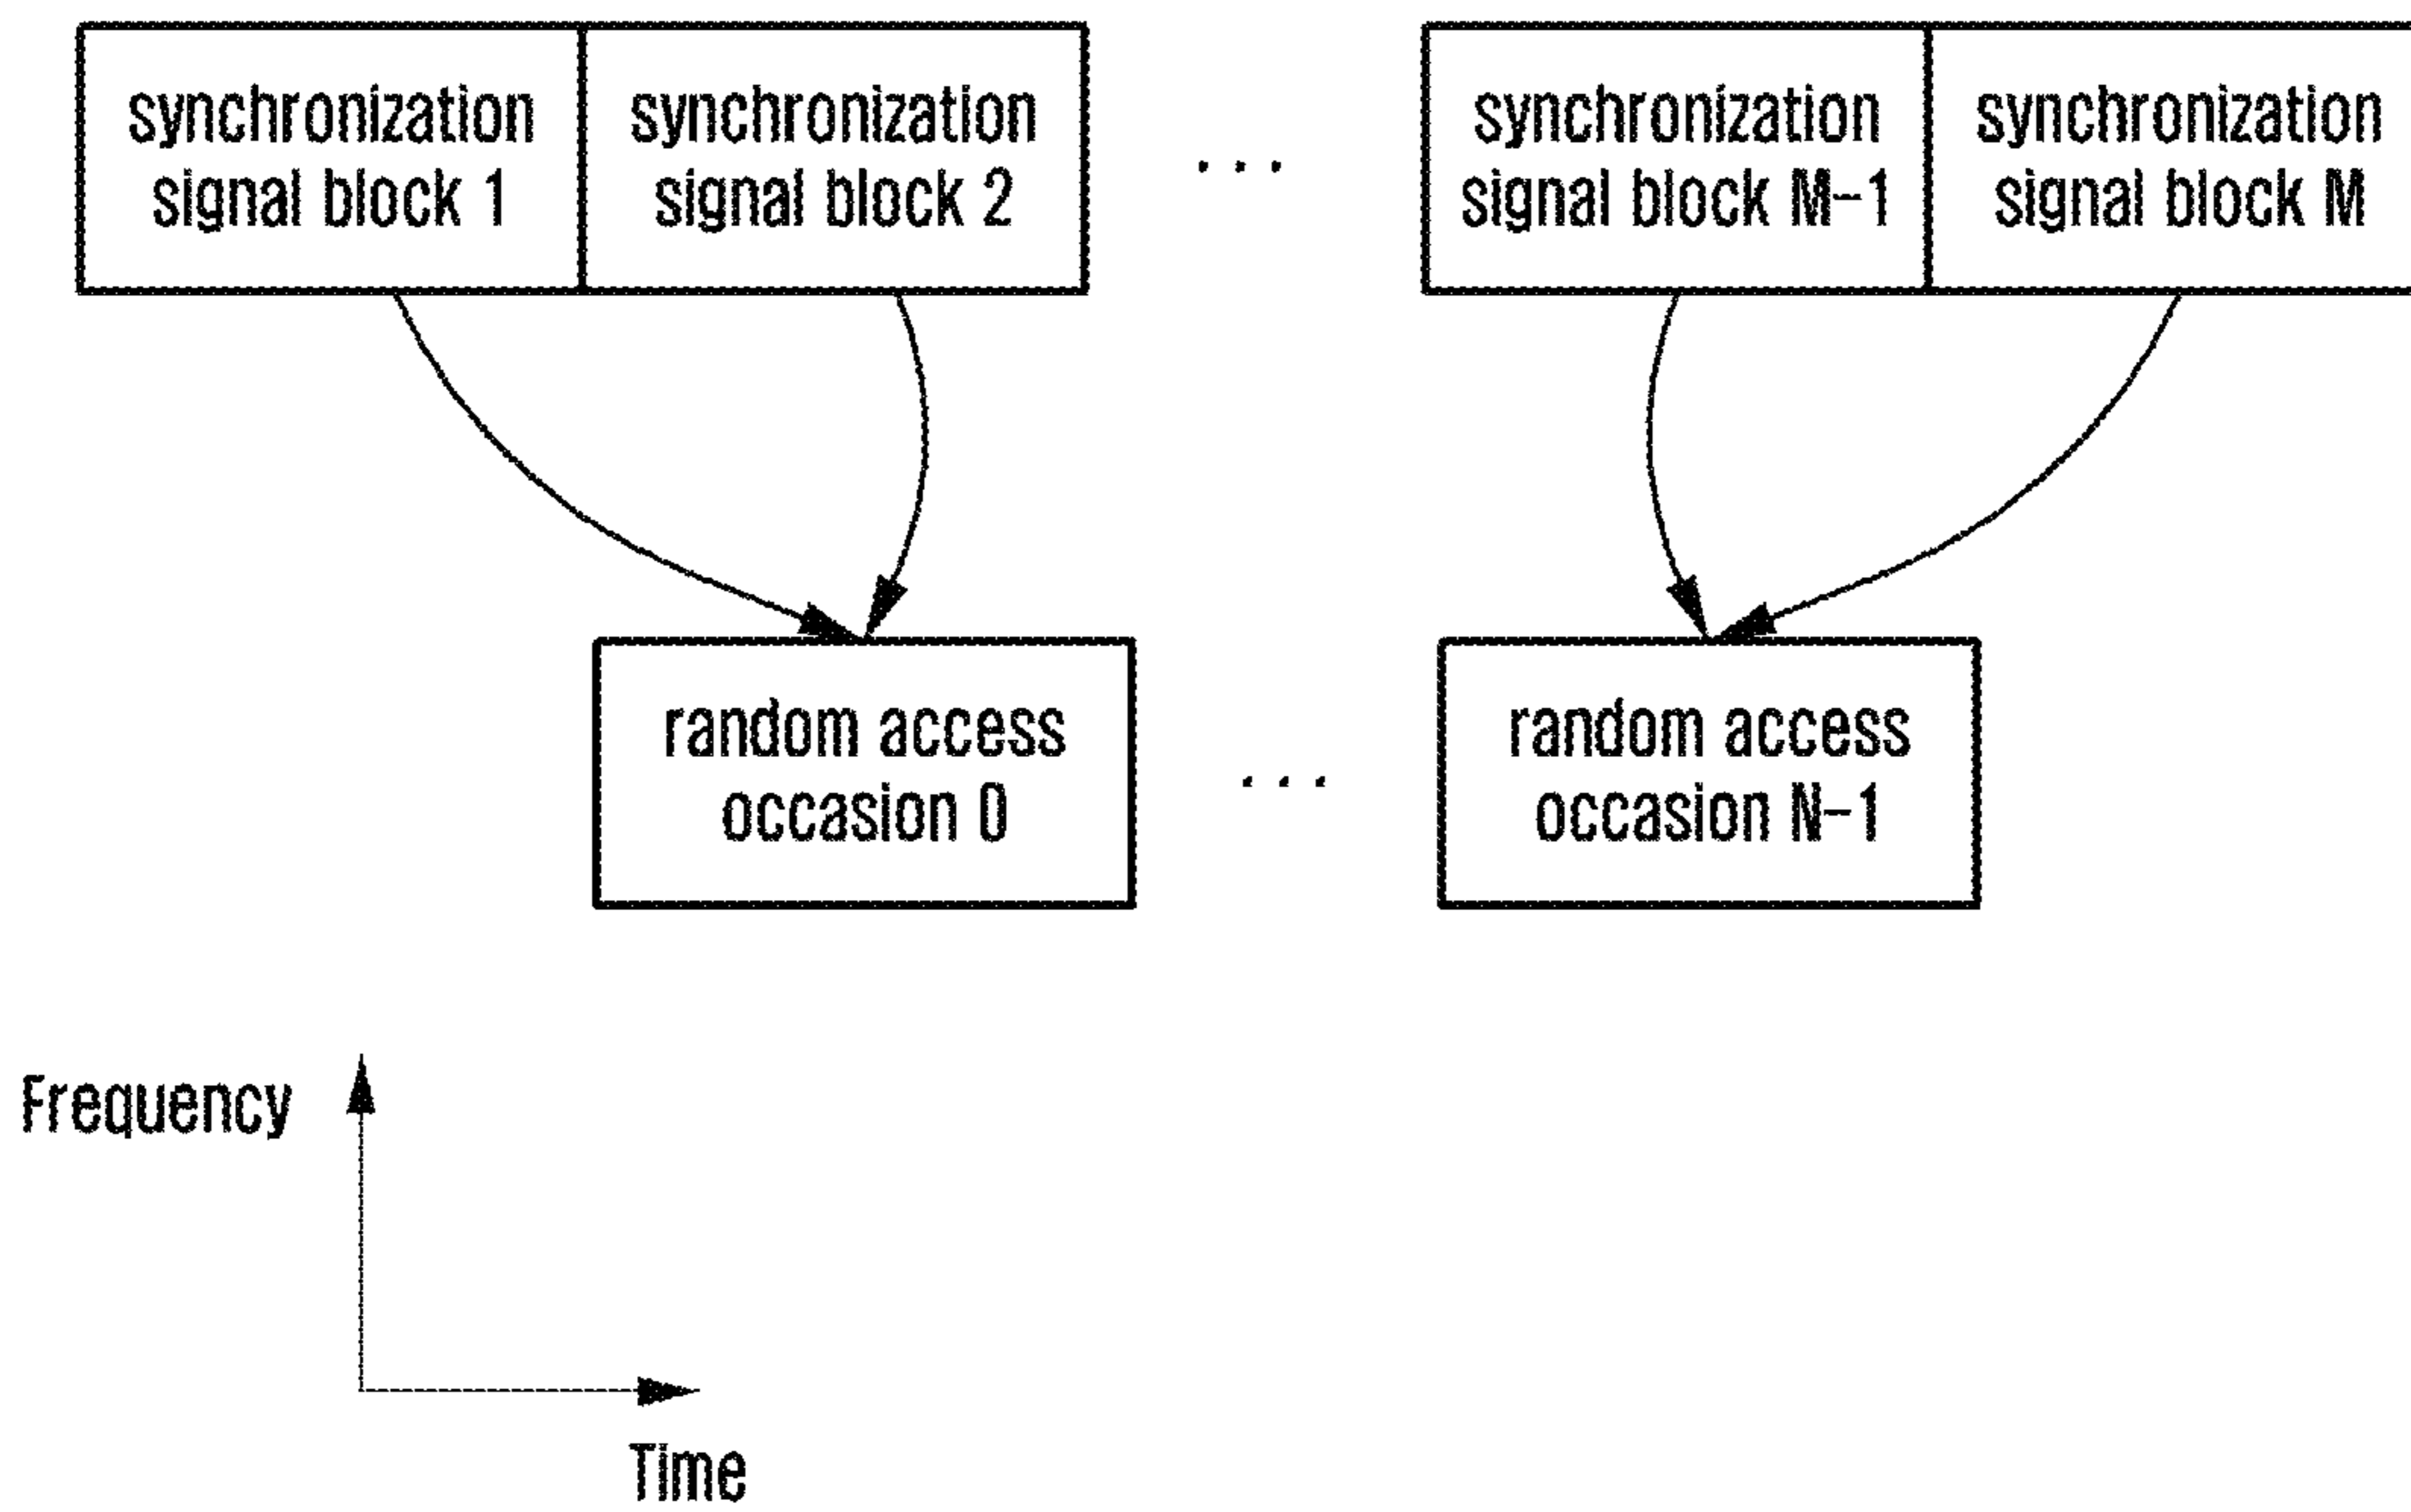 synchronization
signal block 1
synchronization
signal block 2
...
synchronization
signal block M-1
synchronization
signal block M
random access
occasion 0
...
random access
occasion N-1
Frequency
Time